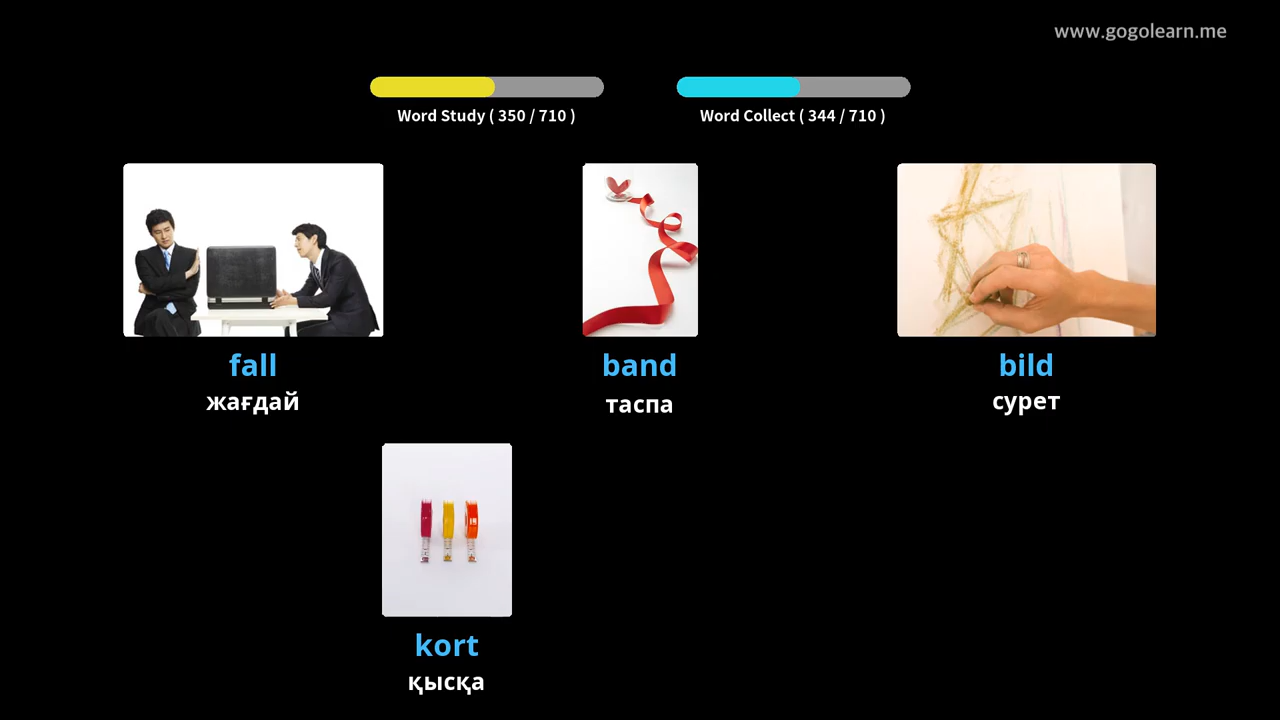 www.gogolearn.me
Word Study ( 350 / 710 )
Word Collect ( 344 / 710 )
fall
жағдай
band
таспа
bild
сурет
kort
қысқа